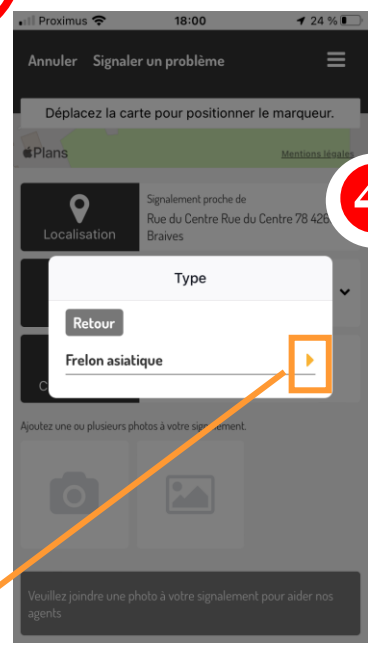 Proximus 18:00 24 %
Annuler Signaler un problème
Déplacez la carte pour positionner le marqueur.
Plans Mentions légales
Signalement proche de
Rue du Centre Rue du Centre 78 426
Localisation Braives
4
Type
Retour
Frelon asiatique
C
Ajoutez une ou plusieurs photos à votre signalement.
Veuillez joindre une photo à votre signalement pour aider nos
agents